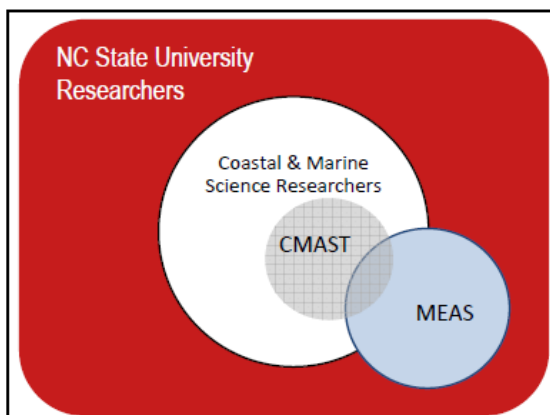 NC State University
Researchers
Coastal & Marine
Science Researchers
CMAST
MEAS